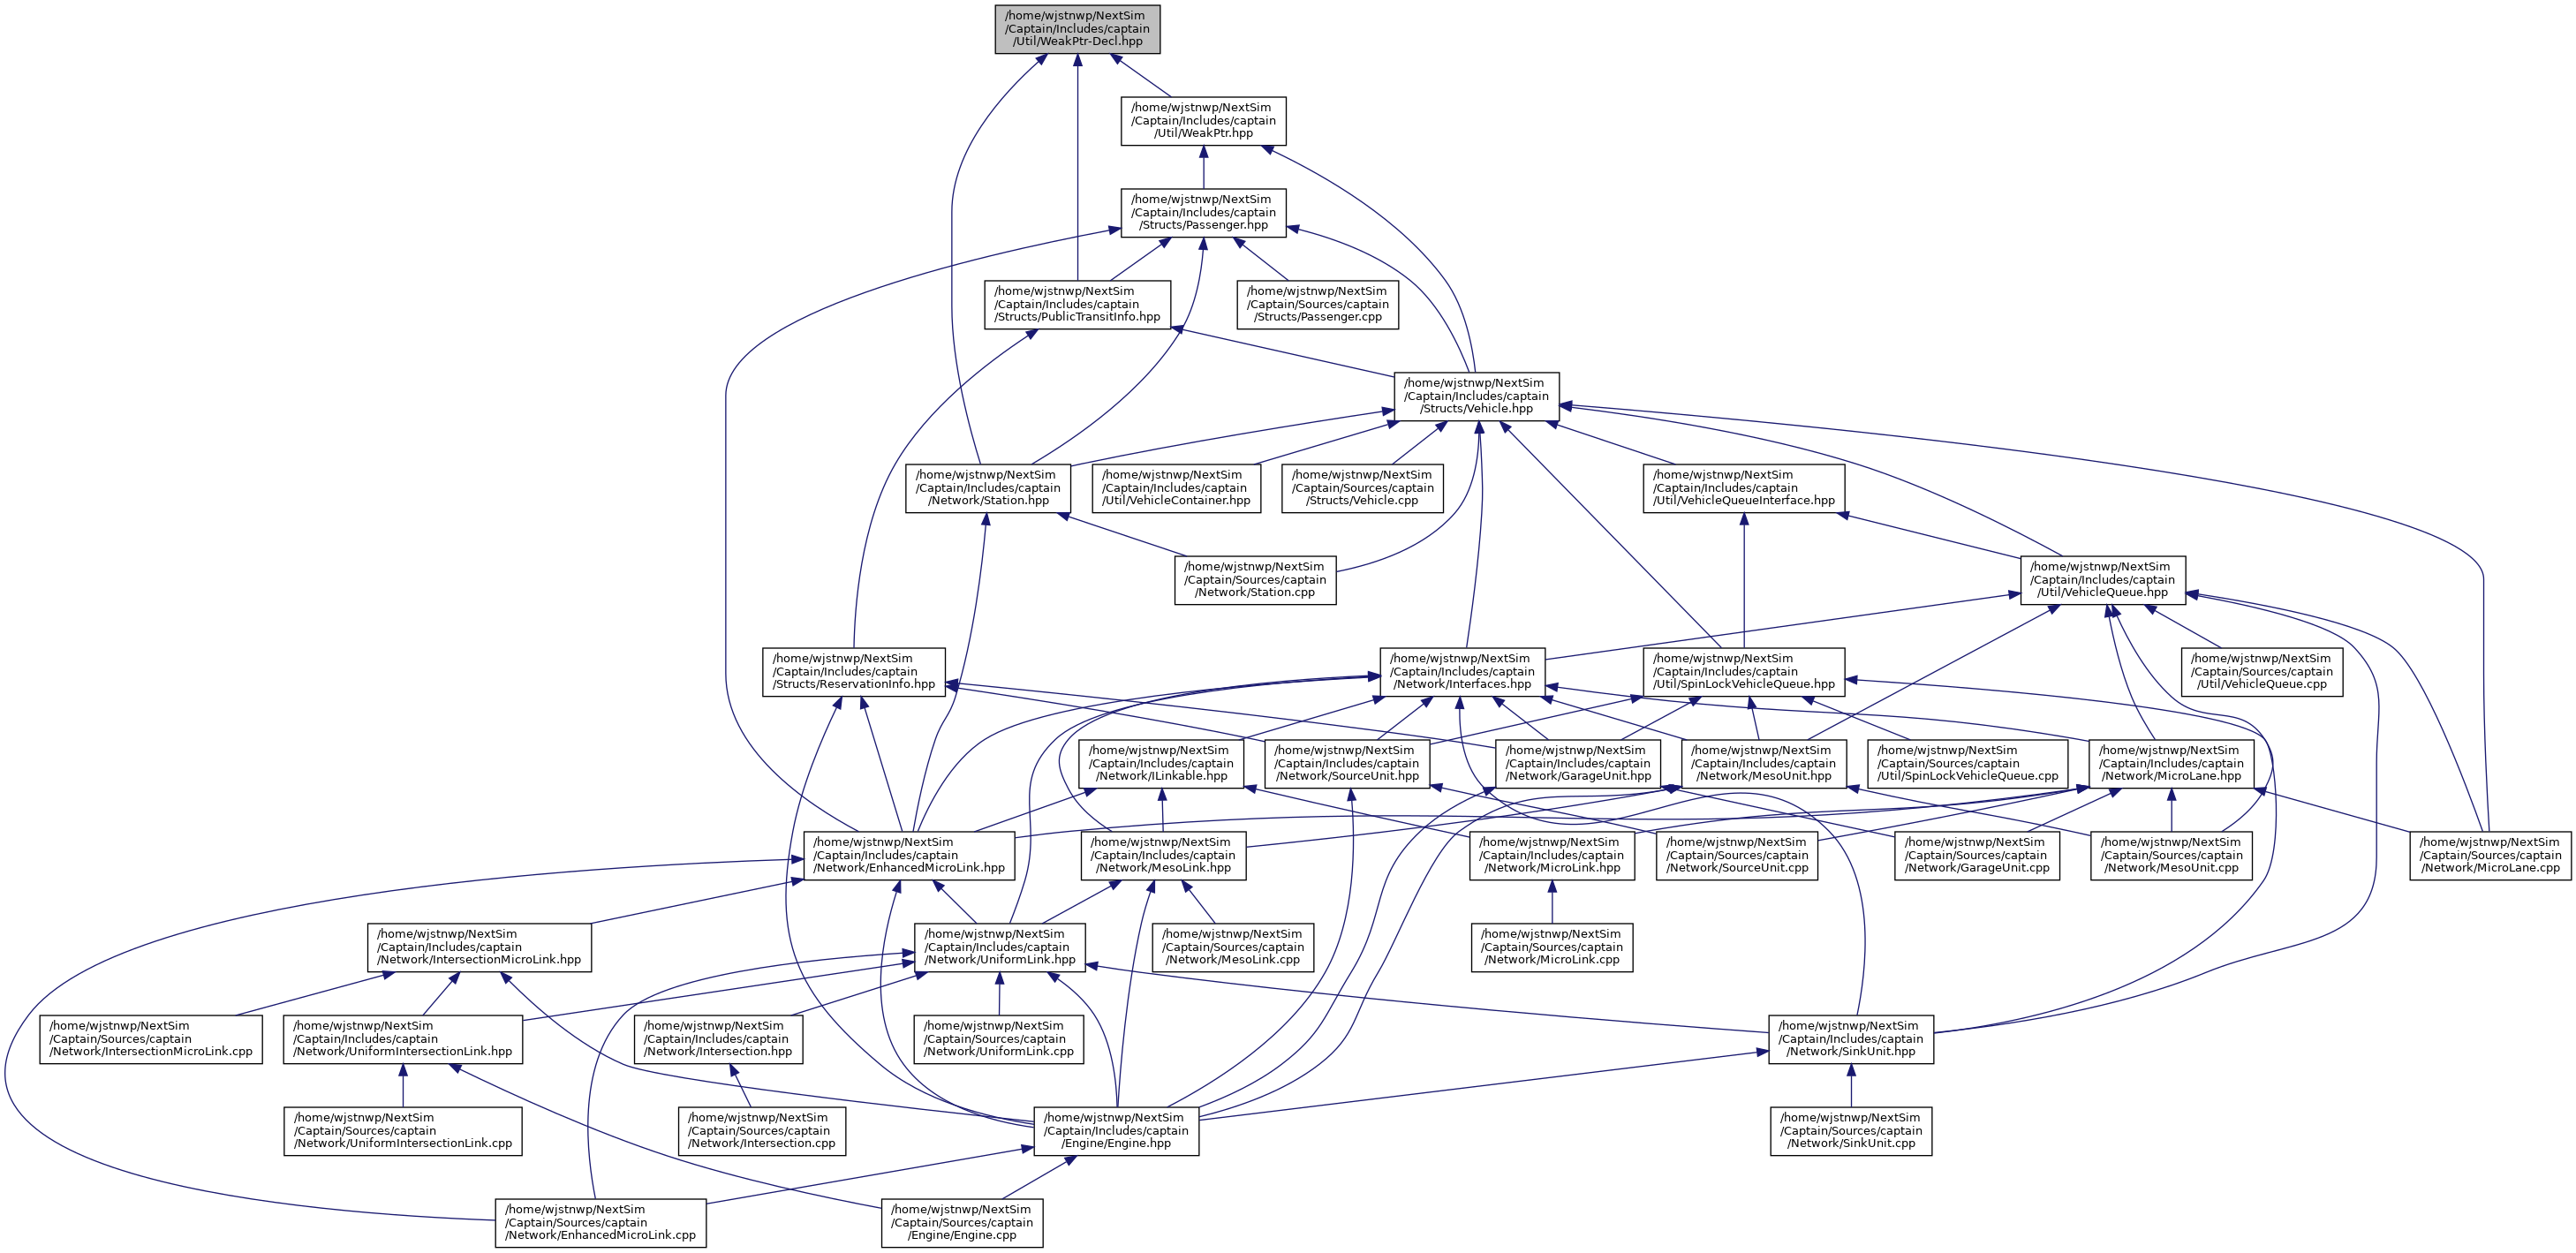 /home/wjstnwp/NextSim
/Captain/Includes/captain
/Util/WeakPtr-Decl.hpp
/home/wjstnwp/NextSim
/Captain/Includes/captain
/Util/WeakPtr.hpp
/home/wjstnwp/NextSim
/Captain/Includes/captain
/Structs/Passenger.hpp
/home/wjstnwp/NextSim
/Captain/Includes/captain
/Structs/PublicTransitInfo.hpp
/home/wjstnwp/NextSim
/Captain/Sources/captain
/Structs/Passenger.cpp
/home/wjstnwp/NextSim
/Captain/Includes/captain
/Structs/Vehicle.hpp
/home/wjstnwp/NextSim
/Captain/Includes/captain
/Network/Station.hpp
/home/wjstnwp/NextSim
/Captain/Includes/captain
/Util/VehicleContainer.hpp
/home/wjstnwp/NextSim
/Captain/Sources/captain
/Structs/Vehicle.cpp
/home/wjstnwp/NextSim
/Captain/Includes/captain
/Util/VehicleQueueInterface.hpp
/home/wjstnwp/NextSim
/Captain/Sources/captain
/Network/Station.cpp
/home/wjstnwp/NextSim
/Captain/Includes/captain
/Util/VehicleQueue.hpp
/home/wjstnwp/NextSim
/Captain/Includes/captain
/Structs/ReservationInfo.hpp
/home/wjstnwp/NextSim
/Captain/Includes/captain
/Network/Interfaces.hpp
/home/wjstnwp/NextSim
/Captain/Includes/captain
/Util/SpinLockVehicleQueue.hpp
/home/wjstnwp/NextSim
/Captain/Sources/captain
/Util/VehicleQueue.cpp
/home/wjstnwp/NextSim
/Captain/Includes/captain
/Network/ILinkable.hpp
/home/wjstnwp/NextSim
/Captain/Includes/captain
/Network/SourceUnit.hpp
/home/wjstnwp/NextSim
/Captain/Includes/captain
/Network/GarageUnit.hpp
/home/wjstnwp/NextSim
/Captain/Includes/captain
/Network/MesoUnit.hpp
/home/wjstnwp/NextSim
/Captain/Sources/captain
/Util/SpinLockVehicleQueue.cpp
/home/wjstnwp/NextSim
/Captain/Includes/captain
/Network/MicroLane.hpp
/home/wjstnwp/NextSim
/Captain/Includes/captain
/Network/EnhancedMicroLink.hpp
/home/wjstnwp/NextSim
/Captain/Includes/captain
/Network/MesoLink.hpp
/home/wjstnwp/NextSim
/Captain/Includes/captain
/Network/MicroLink.hpp
/home/wjstnwp/NextSim
/Captain/Sources/captain
/Network/SourceUnit.cpp
/home/wjstnwp/NextSim
/Captain/Sources/captain
/Network/GarageUnit.cpp
/home/wjstnwp/NextSim
/Captain/Sources/captain
/Network/MesoUnit.cpp
/home/wjstnwp/NextSim
/Captain/Sources/captain
/Network/MicroLane.cpp
/home/wjstnwp/NextSim
/Captain/Includes/captain
/Network/IntersectionMicroLink.hpp
/home/wjstnwp/NextSim
/Captain/Includes/captain
/Network/UniformLink.hpp
/home/wjstnwp/NextSim
/Captain/Sources/captain
/Network/MesoLink.cpp
/home/wjstnwp/NextSim
/Captain/Sources/captain
/Network/MicroLink.cpp
/home/wjstnwp/NextSim
/Captain/Sources/captain
/Network/IntersectionMicroLink.cpp
/home/wjstnwp/NextSim
/Captain/Includes/captain
/Network/UniformIntersectionLink.hpp
/home/wjstnwp/NextSim
/Captain/Includes/captain
/Network/Intersection.hpp
/home/wjstnwp/NextSim
/Captain/Sources/captain
/Network/UniformLink.cpp
/home/wjstnwp/NextSim
/Captain/Includes/captain
/Network/SinkUnit.hpp
/home/wjstnwp/NextSim
/Captain/Sources/captain
/Network/UniformIntersectionLink.cpp
/home/wjstnwp/NextSim
/Captain/Sources/captain
/Network/Intersection.cpp
/home/wjstnwp/NextSim
/Captain/Includes/captain
/Engine/Engine.hpp
/home/wjstnwp/NextSim
/Captain/Sources/captain
/Network/SinkUnit.cpp
/home/wjstnwp/NextSim
/Captain/Sources/captain
/Network/EnhancedMicroLink.cpp
/home/wjstnwp/NextSim
/Captain/Sources/captain
/Engine/Engine.cpp